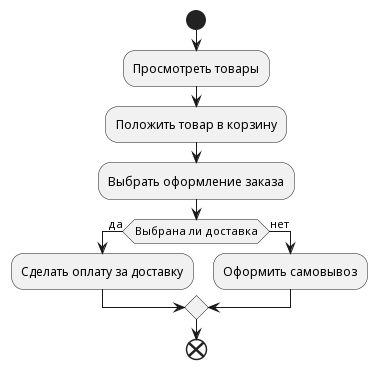 Просмотреть товары
Положить товар в корзину
Выбрать оформление заказа
да
Выбрана ли доставка
нет
Сделать оплату за доставку
Оформить самовывоз